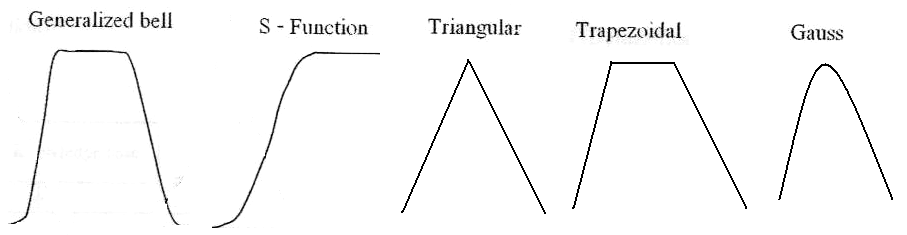 Generalized bell
S - Function
Triangular
Trapezoidal
Gauss